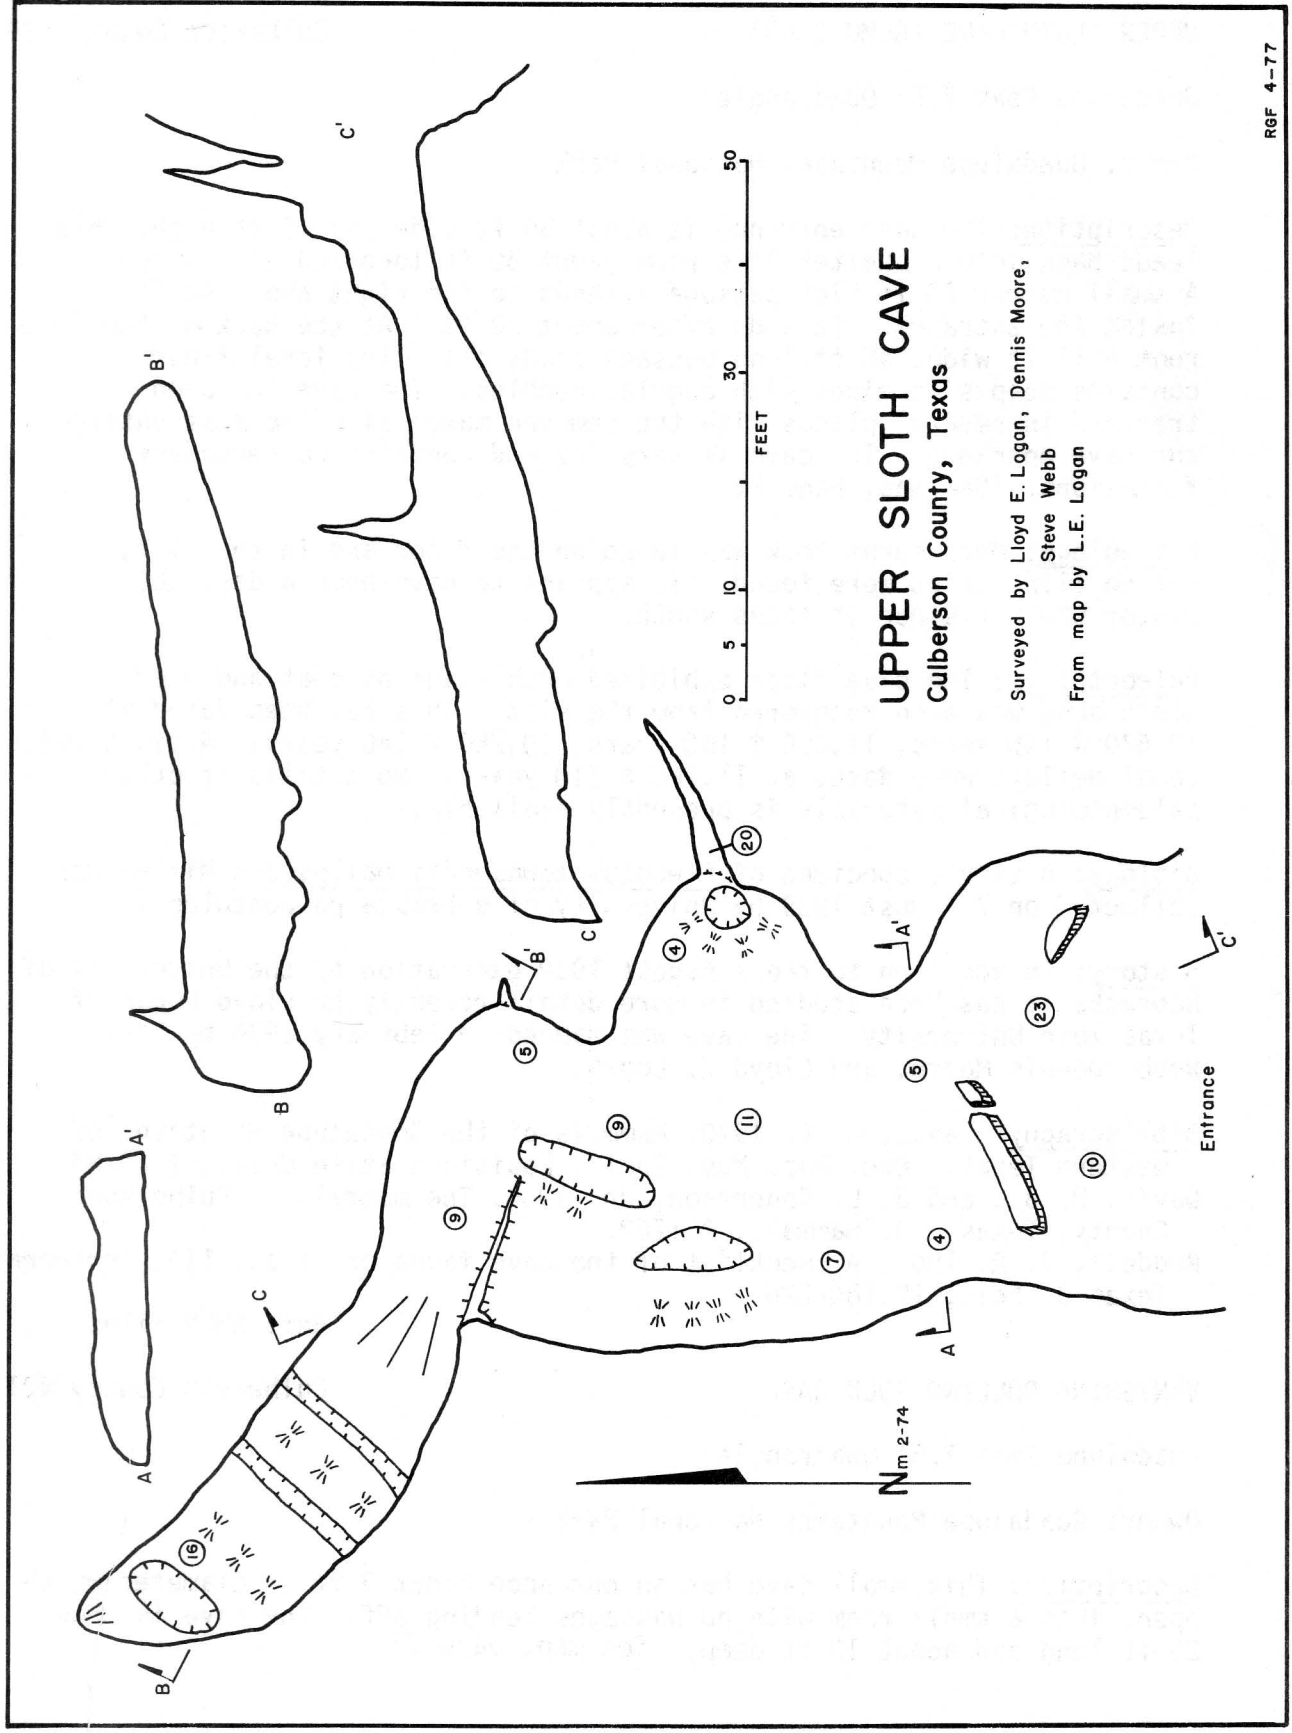 UPPER SLOTH CAVE
Culberson County, Texas
Surveyed by Lloyd E. Logan, Dennis Moore,
Steve Webb
From map by L.E. Logan
0 5 10 30 50
FEET
RGF 4-77
N m 2-74
Entrance
A
A'
B
B'
C
C'
A
A'
B
B'
C
C'
16
9
5
9
11
7
4
20
4
5
10
23